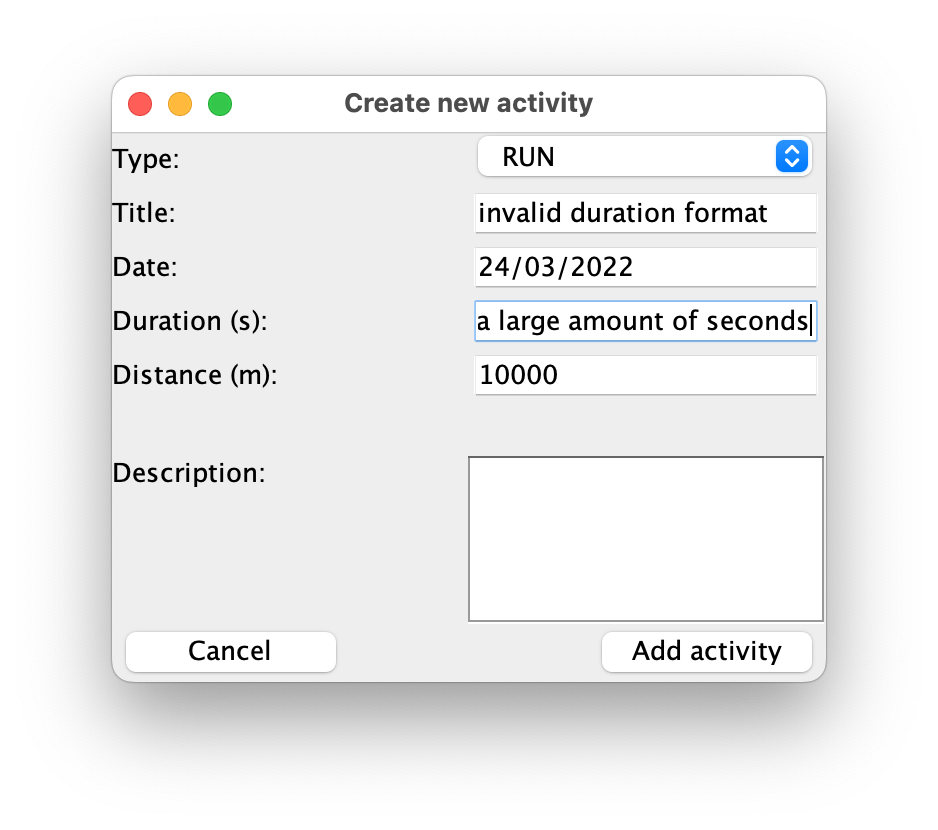 Create new activity
Type: RUN
Title: invalid duration format
Date: 24/03/2022
Duration (s): a large amount of seconds
Distance (m): 10000
Description:
Cancel Add activity